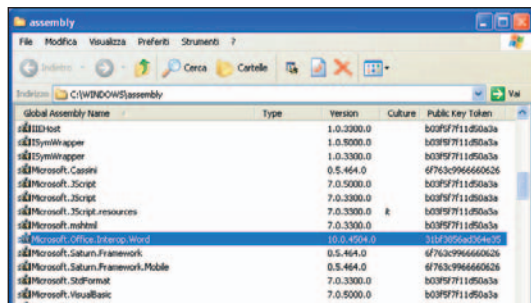 assembly
File Modifica Visualizza Preferiti Strumenti ?
Indietro Cerca Cartelle
Indirizzo C:\WINDOWS\assembly Vai
Global Assembly Name Type Version Culture Public Key Token
IIEHost 1.0.3300.0 b03f5f7f11d50a3a
ISymWrapper 1.0.5000.0 b03f5f7f11d50a3a
ISymWrapper 1.0.3300.0 b03f5f7f11d50a3a
Microsoft.Cassini 0.5.464.0 6f763c9966660626
Microsoft.JScript 7.0.5000.0 b03f5f7f11d50a3a
Microsoft.JScript 7.0.3300.0 b03f5f7f11d50a3a
Microsoft.JScript.resources 7.0.3300.0 it b03f5f7f11d50a3a
Microsoft.mshtml 7.0.3300.0 b03f5f7f11d50a3a
Microsoft.Office.Interop.Word 10.0.4504.0 31bf3856ad364e35
Microsoft.Saturn.Framework 0.5.464.0 6f763c9966660626
Microsoft.Saturn.Framework.Mobile 0.5.464.0 6f763c9966660626
Microsoft.StdFormat 7.0.3300.0 b03f5f7f11d50a3a
Microsoft.VisualBasic 7.0.5000.0 b03f5f7f11d50a3a